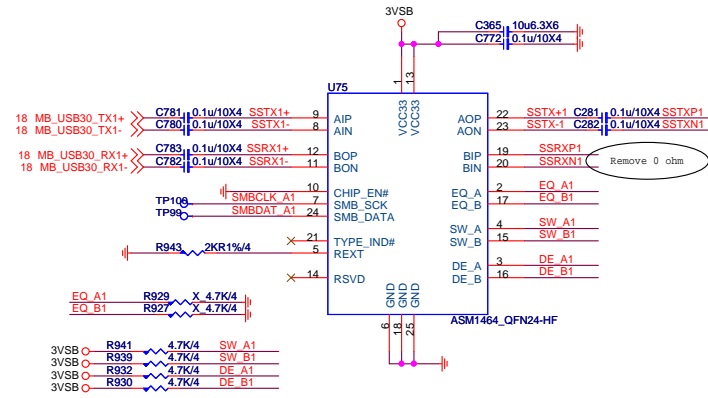 3VSB
C365 10u6.3X6
C772 0.1u/10X4
U75
1 13
VCC33 VCC33
18 MB_USB30_TX1+ C781 0.1u/10X4 SSTX1+ 9 AIP AOP 22 SSTX+1 C281 0.1u/10X4 SSTXP1
18 MB_USB30_TX1- C780 0.1u/10X4 SSTX1- 8 AIN AON 23 SSTX-1 C282 0.1u/10X4 SSTXN1
18 MB_USB30_RX1+ C783 0.1u/10X4 SSRX1+ 12 BOP BIP 19 SSRXP1
18 MB_USB30_RX1- C782 0.1u/10X4 SSRX1- 11 BON BIN 20 SSRXN1
Remove 0 ohm
10 CHIP_EN# EQ_A 2 EQ_A1
TP100 SMBCLK_A1 7 SMB_SCK EQ_B 17 EQ_B1
TP99 SMBDAT_A1 24 SMB_DATA
SW_A 4 SW_A1
21 TYPE_IND# SW_B 15 SW_B1
R943 2KR1%/4 5 REXT
DE_A 3 DE_A1
14 RSVD DE_B 16 DE_B1
GND GND GND
6 18 25
ASM1464_QFN24-HF
EQ_A1 R929 X_4.7K/4
EQ_B1 R927 X_4.7K/4
3VSB R941 4.7K/4 SW_A1
3VSB R939 4.7K/4 SW_B1
3VSB R932 4.7K/4 DE_A1
3VSB R930 4.7K/4 DE_B1